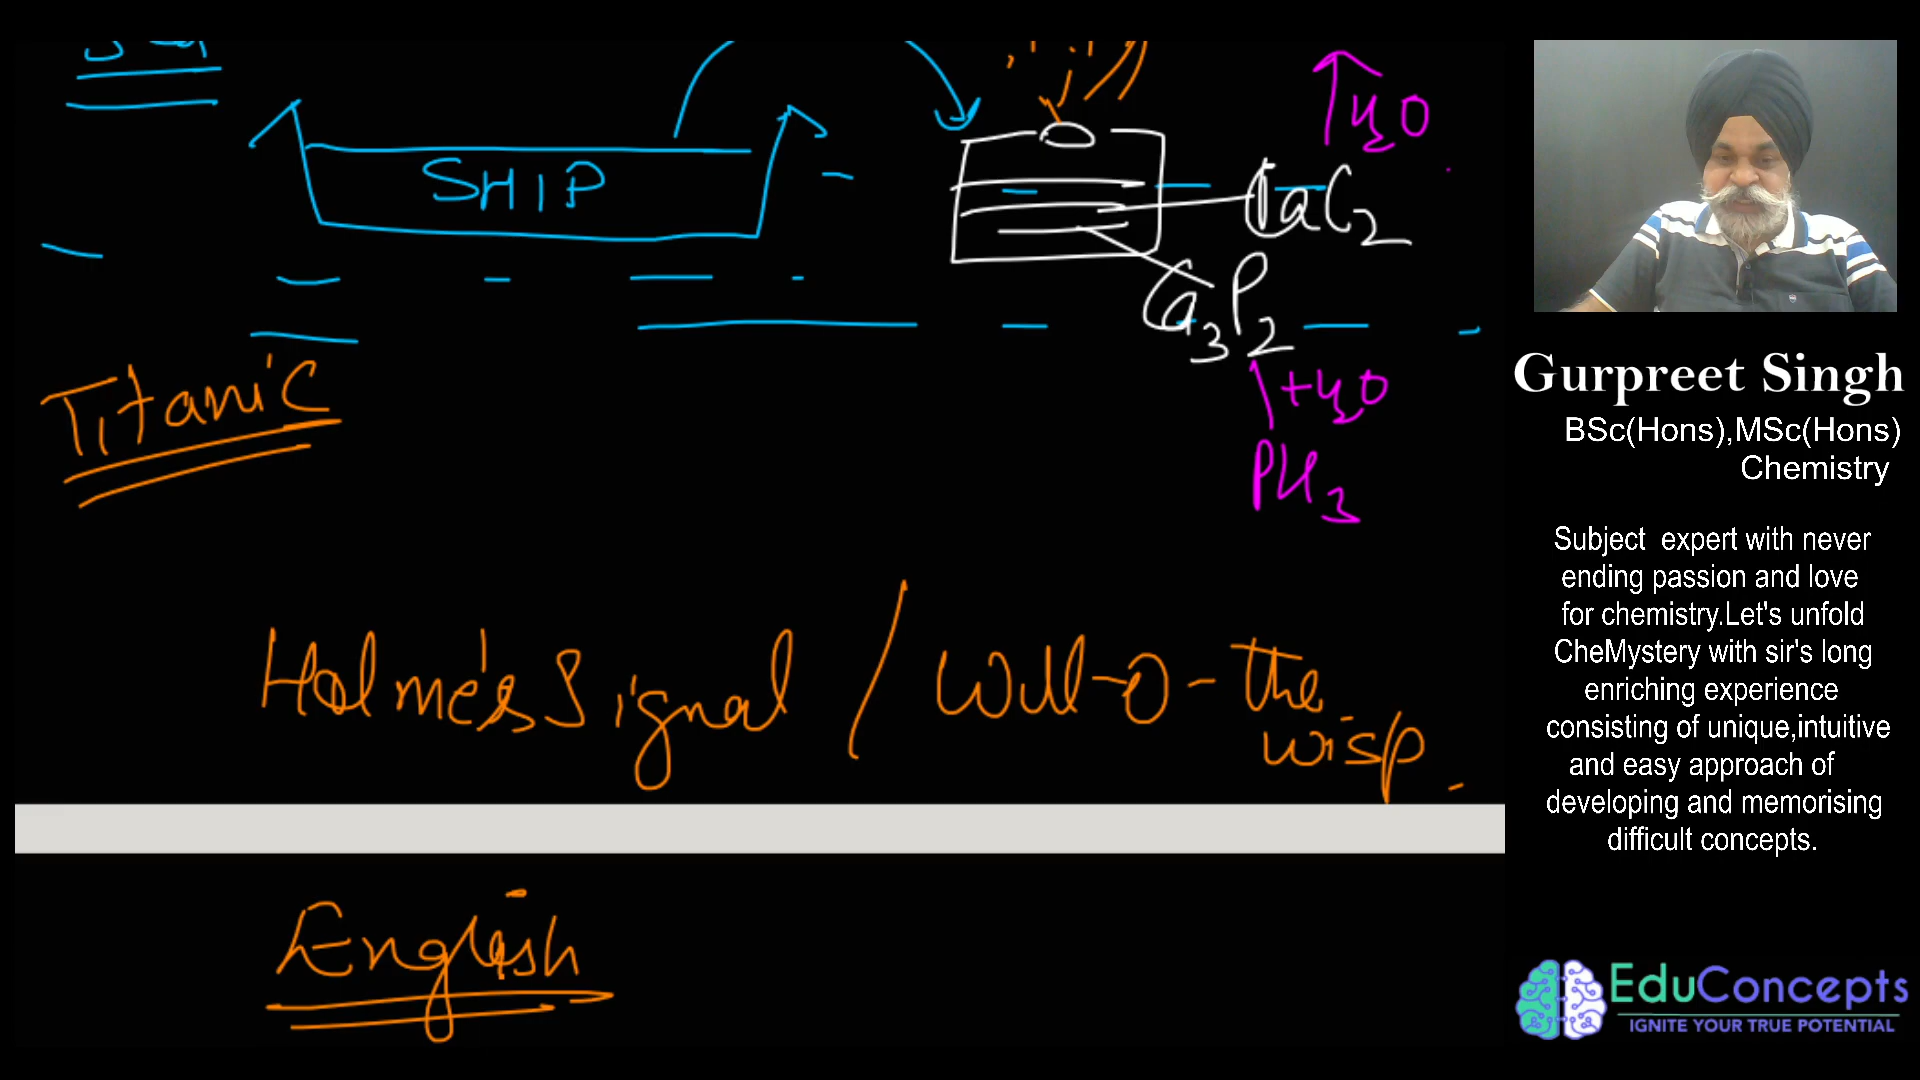 SHIP
H2O
CaC2
Ca3P2
Titanic
+H2O
PH3
Holme's Signal / Will-O-The
wisp.
English
Gurpreet Singh
BSc(Hons),MSc(Hons)
Chemistry
Subject expert with never
ending passion and love
for chemistry.Let's unfold
CheMystery with sir's long
enriching experience
consisting of unique,intuitive
and easy approach of
developing and memorising
difficult concepts.
EduConcepts
IGNITE YOUR TRUE POTENTIAL